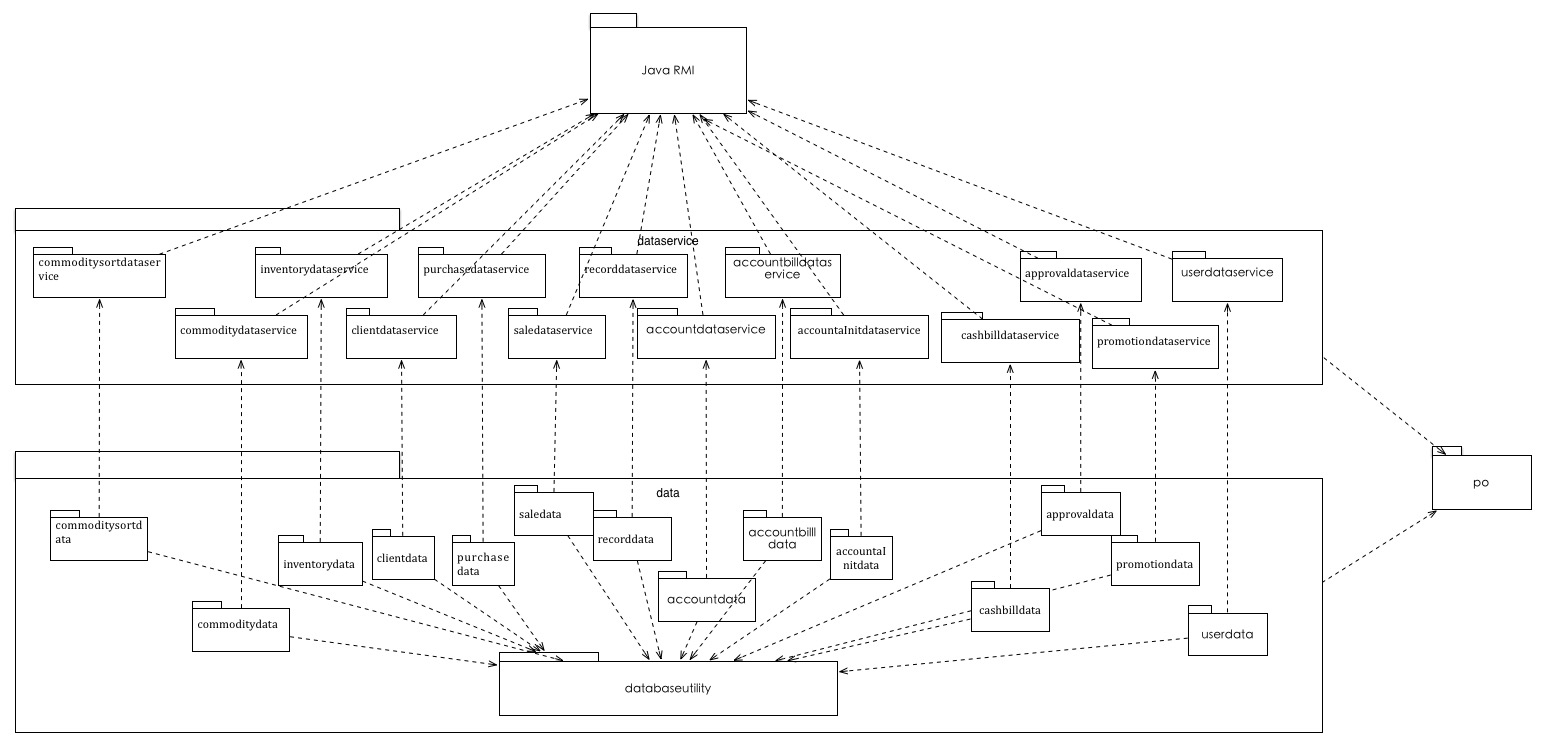 Java RMI
dataservice
commoditysortdataser
vice
inventorydataservice
purchasedataservice
recorddataservice
accountbilldatas
ervice
approvaldataservice
userdataservice
commoditydataservice
clientdataservice
saledataservice
accountdataservice
accountaInitdataservice
cashbilldataservice
promotiondataservice
po
data
commoditysortd
ata
inventorydata
clientdata
purchase
data
saledata
recorddata
accountbilll
data
accountaI
nitdata
approvaldata
promotiondata
commoditydata
accountdata
cashbilldata
userdata
databaseutility